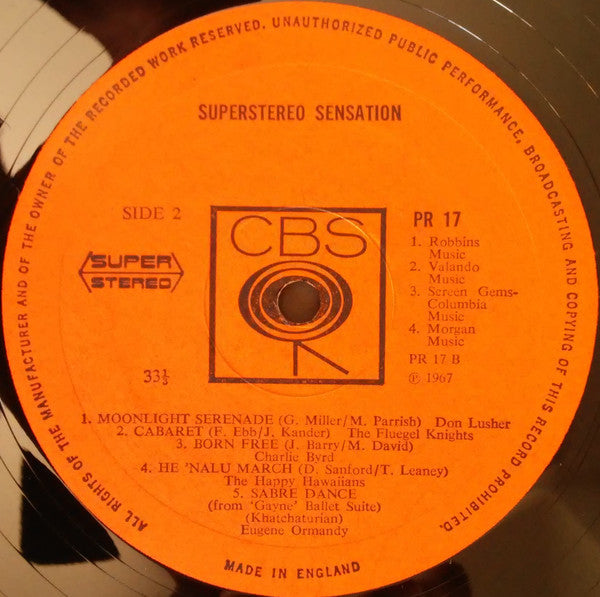 ALL RIGHTS OF THE MANUFACTURER AND OF THE OWNER OF THE RECORDED WORK RESERVED. UNAUTHORIZED PUBLIC PERFORMANCE, BROADCASTING AND COPYING OF THIS RECORD PROHIBITED.
SUPERSTEREO SENSATION
SIDE 2
CBS
PR 17
SUPER
STEREO
1. Robbins
Music
2. Valando
Music
3. Screen Gems-
Columbia
Music
4. Morgan
Music
PR 17 B
33⅓
℗ 1967
1. MOONLIGHT SERENADE (G. Miller/M. Parrish) Don Lusher
2. CABARET (F. Ebb/J. Kander) The Fluegel Knights
3. BORN FREE (J. Barry/M. David)
Charlie Byrd
4. HE 'NALU MARCH (D. Sanford/T. Leaney)
The Happy Hawaiians
5. SABRE DANCE
(from 'Gayne' Ballet Suite)
(Khatchaturian)
Eugene Ormandy
MADE IN ENGLAND